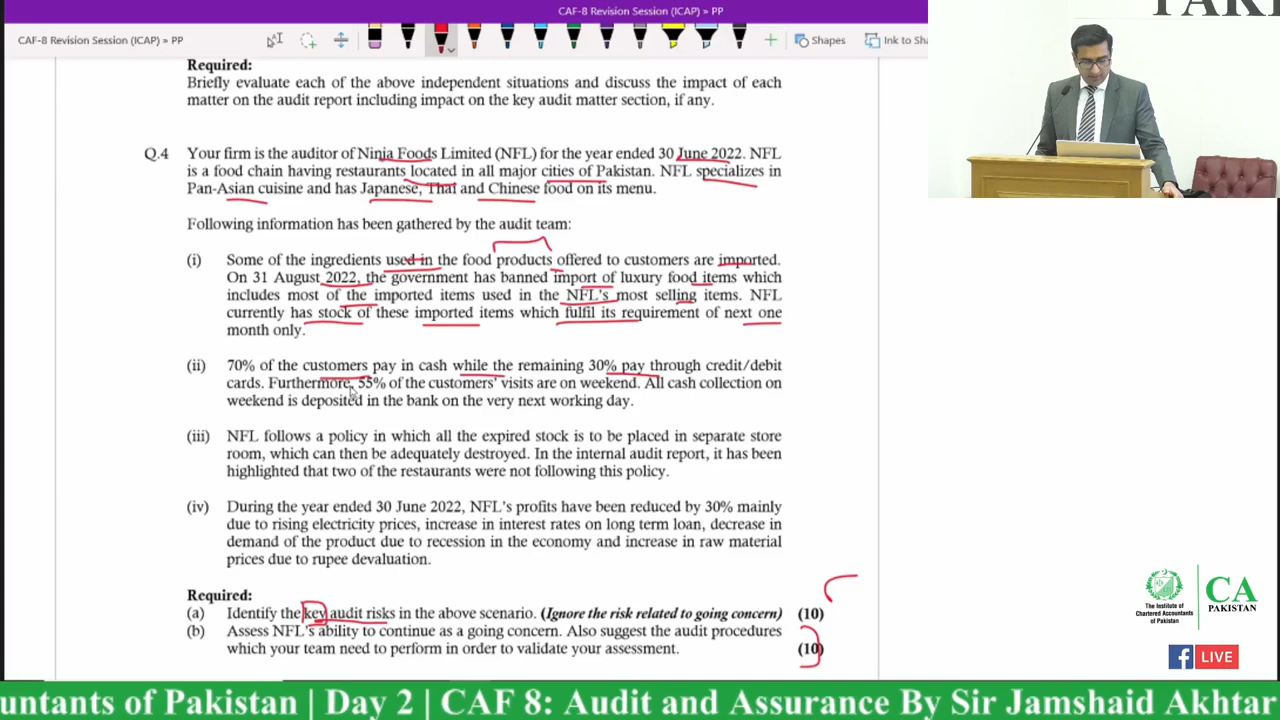 CAF-8 Revision Session (ICAP) » PP
CAF-8 Revision Session (ICAP) » PP
Shapes
Ink to Sha
Required:
Briefly evaluate each of the above independent situations and discuss the impact of each
matter on the audit report including impact on the key audit matter section, if any.
Q.4 Your firm is the auditor of Ninja Foods Limited (NFL) for the year ended 30 June 2022. NFL
is a food chain having restaurants located in all major cities of Pakistan. NFL specializes in
Pan-Asian cuisine and has Japanese, Thai and Chinese food on its menu.
Following information has been gathered by the audit team:
(i) Some of the ingredients used in the food products offered to customers are imported.
On 31 August 2022, the government has banned import of luxury food items which
includes most of the imported items used in the NFL's most selling items. NFL
currently has stock of these imported items which fulfil its requirement of next one
month only.
(ii) 70% of the customers pay in cash while the remaining 30% pay through credit/debit
cards. Furthermore, 55% of the customers' visits are on weekend. All cash collection on
weekend is deposited in the bank on the very next working day.
(iii) NFL follows a policy in which all the expired stock is to be placed in separate store
room, which can then be adequately destroyed. In the internal audit report, it has been
highlighted that two of the restaurants were not following this policy.
(iv) During the year ended 30 June 2022, NFL's profits have been reduced by 30% mainly
due to rising electricity prices, increase in interest rates on long term loan, decrease in
demand of the product due to recession in the economy and increase in raw material
prices due to rupee devaluation.
Required:
(a) Identify the key audit risks in the above scenario. (Ignore the risk related to going concern) (10)
(b) Assess NFL's ability to continue as a going concern. Also suggest the audit procedures
which your team need to perform in order to validate your assessment. (10)
The Institute of
Chartered Accountants
of Pakistan
CA
PAKISTAN
LIVE
untants of Pakistan | Day 2 | CAF 8: Audit and Assurance By Sir Jamshaid Akhtar